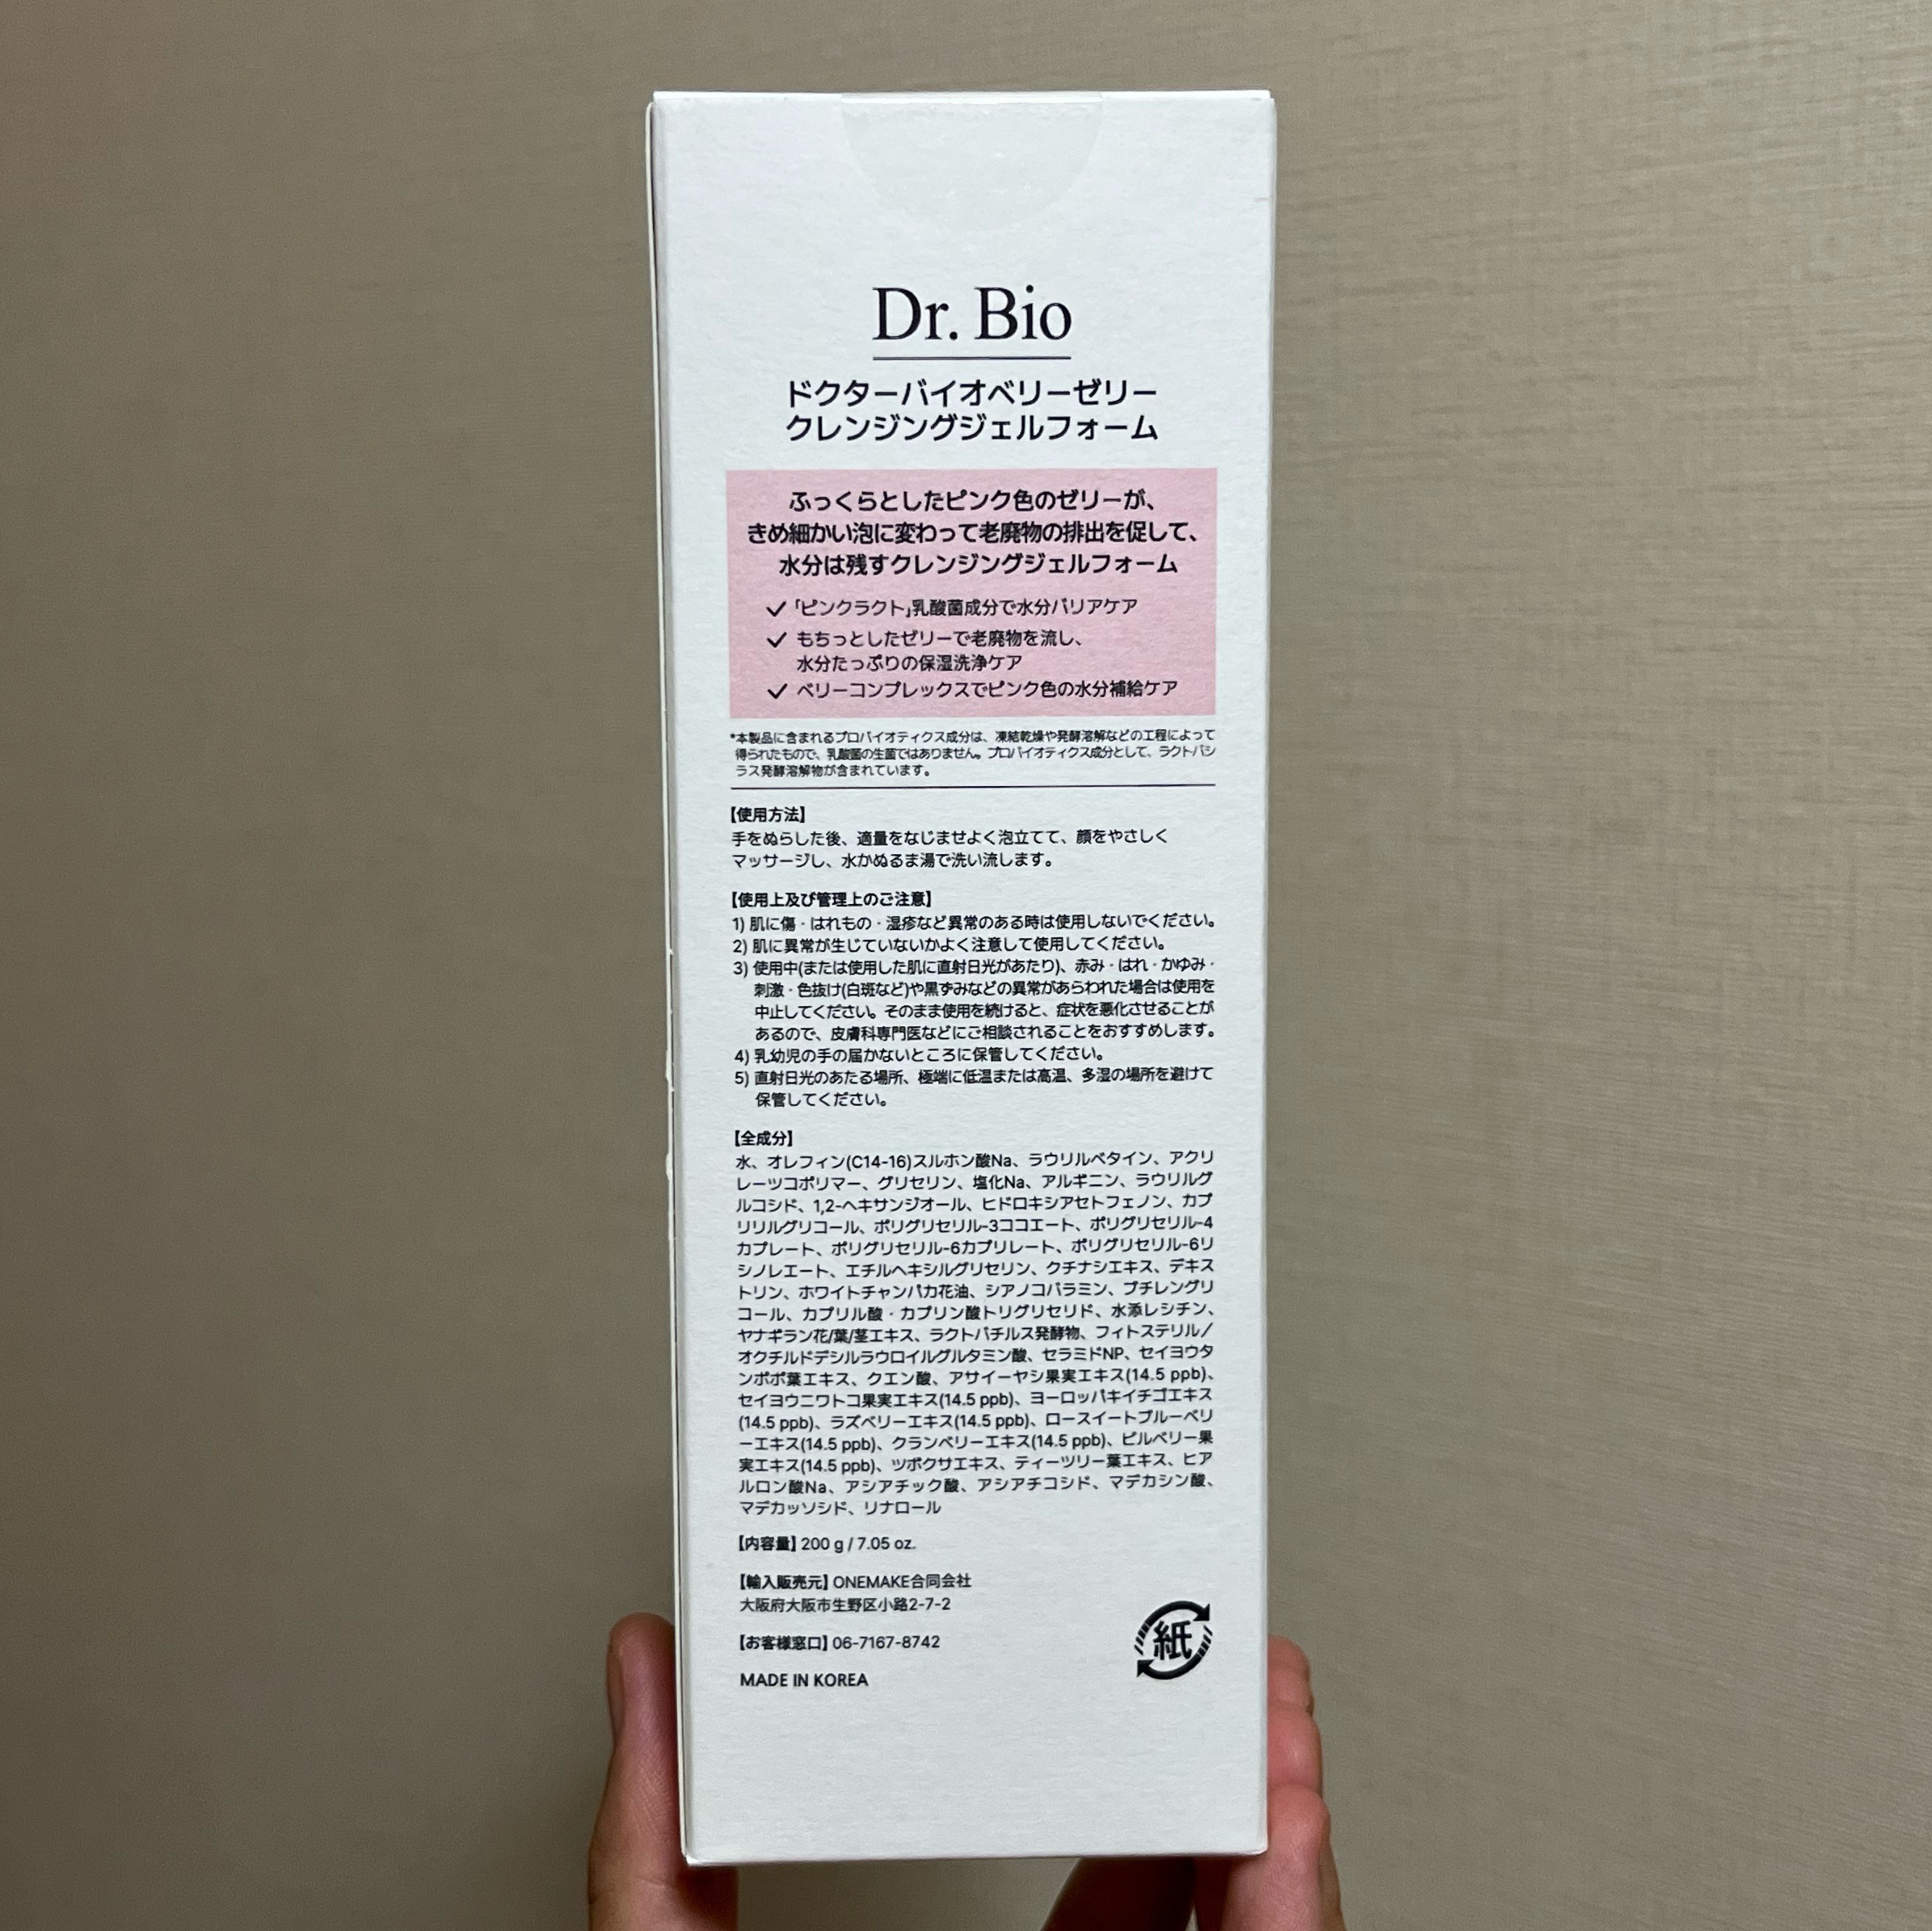 Dr. Bio
ドクターバイオベリーゼリー
クレンジングジェルフォーム
ふっくらとしたピンク色のゼリーが、
きめ細かい泡に変わって老廃物の排出を促して、
水分は残すクレンジングジェルフォーム
✓ 「ピンクラクト」乳酸菌成分で水分バリアケア
✓ もちっとしたゼリーで老廃物を流し、
水分たっぷりの保湿洗浄ケア
✓ ベリーコンプレックスでピンク色の水分補給ケア
*本製品に含まれるプロバイオティクス成分は、凍結乾燥や発酵溶解などの工程によって
得られたもので、乳酸菌の生菌ではありません。プロバイオティクス成分として、ラクトバシ
ラス発酵溶解物が含まれています。
【使用方法】
手をぬらした後、適量をなじませよく泡立てて、顔をやさしく
マッサージし、水かぬるま湯で洗い流します。
【使用上及び管理上のご注意】
1) 肌に傷・はれもの・湿疹など異常のある時は使用しないでください。
2) 肌に異常が生じていないかよく注意して使用してください。
3) 使用中(または使用した肌に直射日光があたり)、赤み・はれ・かゆみ・
刺激・色抜け(白斑など)や黒ずみなどの異常があらわれた場合は使用を
中止してください。そのまま使用を続けると、症状を悪化させることが
あるので、皮膚科専門医などにご相談されることをおすすめします。
4) 乳幼児の手の届かないところに保管してください。
5) 直射日光のあたる場所、極端に低温または高温、多湿の場所を避けて
保管してください。
【全成分】
水、オレフィン(C14-16)スルホン酸Na、ラウリルベタイン、アクリ
レーツコポリマー、グリセリン、塩化Na、アルギニン、ラウリルグ
ルコシド、1,2-ヘキサンジオール、ヒドロキシアセトフェノン、カプ
リリルグリコール、ポリグリセリル-3ココエート、ポリグリセリル-4
カプレート、ポリグリセリル-6カプリレート、ポリグリセリル-6リ
シノレエート、エチルヘキシルグリセリン、クチナシエキス、デキス
トリン、ホワイトチャンパカ花油、シアノコバラミン、ブチレングリ
コール、カプリル酸・カプリン酸トリグリセリド、水添レシチン、
ヤナギラン花/葉/茎エキス、ラクトバチルス発酵物、フィトステリル/
オクチルドデシルラウロイルグルタミン酸、セラミドNP、セイヨウタ
ンポポ葉エキス、クエン酸、アサイーヤシ果実エキス(14.5 ppb)、
セイヨウニワトコ果実エキス(14.5 ppb)、ヨーロッパキイチゴエキス
(14.5 ppb)、ラズベリーエキス(14.5 ppb)、ロースイートブルーベリ
ーエキス(14.5 ppb)、クランベリーエキス(14.5 ppb)、ビルベリー果
実エキス(14.5 ppb)、ツボクサエキス、ティーツリー葉エキス、ヒア
ルロン酸Na、アシアチック酸、アシアチコシド、マデカシン酸、
マデカッソシド、リナロール
【内容量】 200 g / 7.05 oz.
【輸入販売元】 ONEMAKE合同会社
大阪府大阪市生野区小路2-7-2
【お客様窓口】 06-7167-8742
MADE IN KOREA
紙